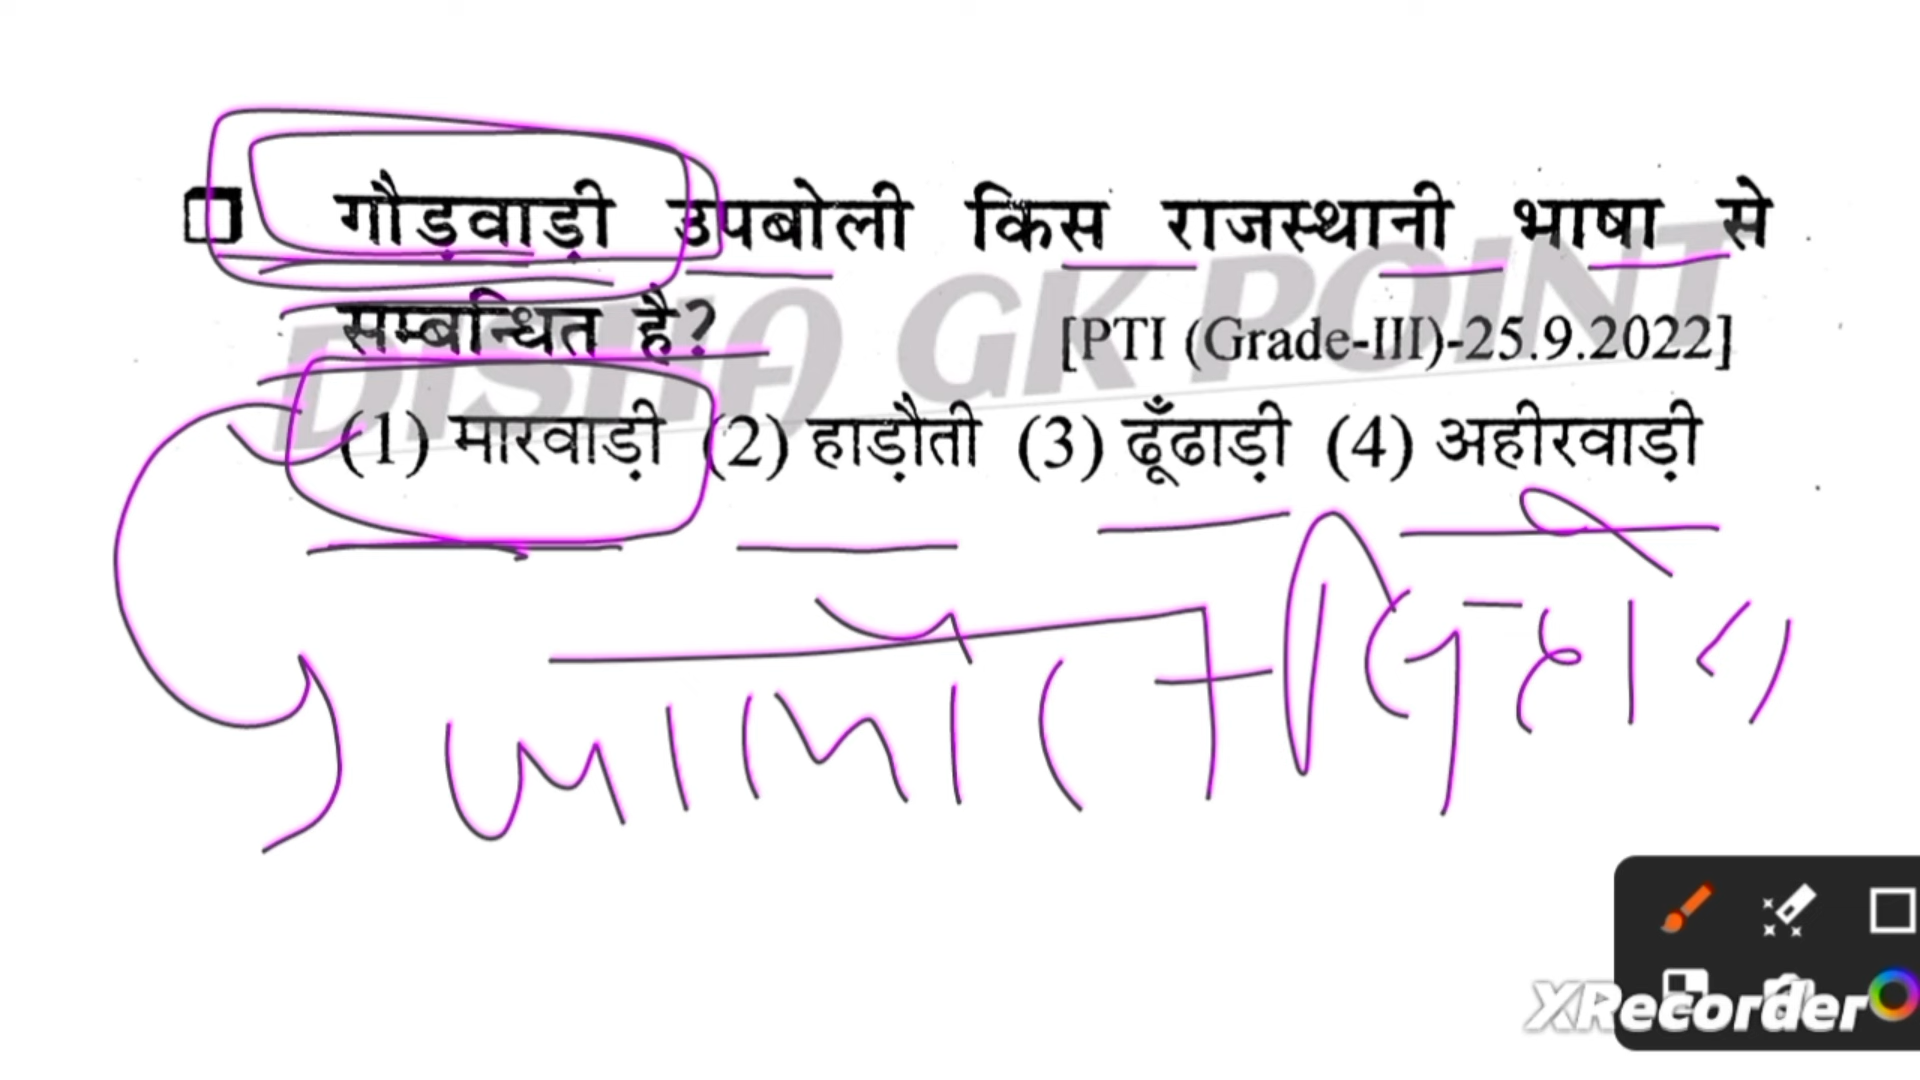 गौड़वाड़ी उपबोली किस राजस्थानी भाषा से
सम्बन्धित है? [PTI (Grade-III)-25.9.2022]
(1) मारवाड़ी (2) हाड़ौती (3) ढूँढाड़ी (4) अहीरवाड़ी
DISHA GK POINT
XRecorder